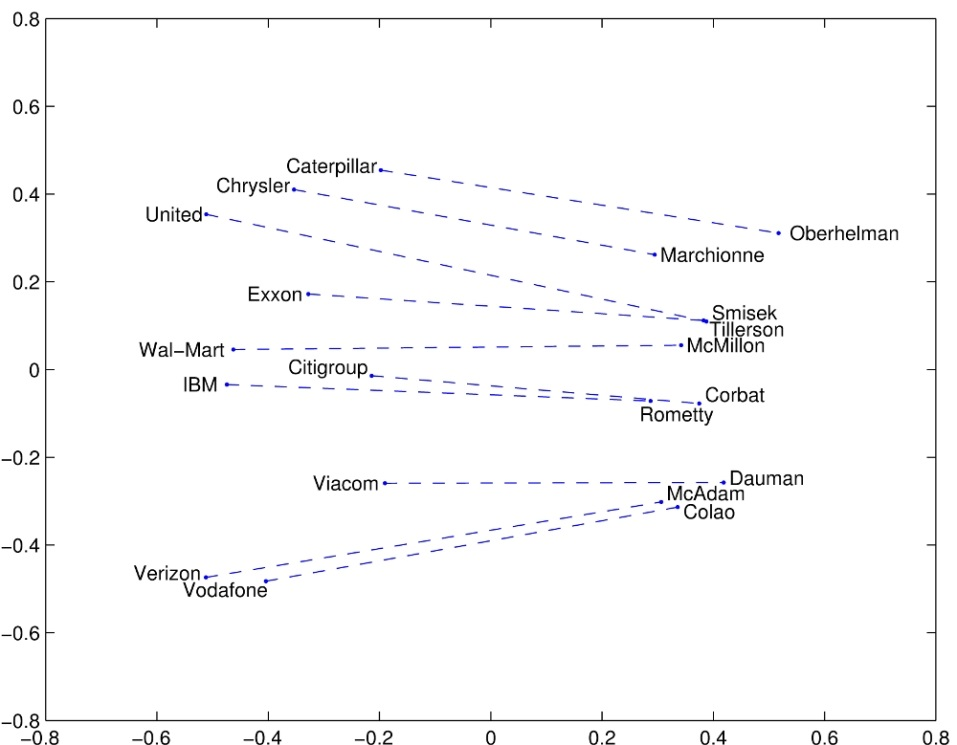 0.8
0.6
0.4
0.2
0
−0.2
−0.4
−0.6
−0.8
Caterpillar
Chrysler
United
Oberhelman
Marchionne
Exxon
Smisek
Tillerson
Wal−Mart
McMillon
Citigroup
IBM
Corbat
Rometty
Viacom
Dauman
McAdam
Colao
Verizon
Vodafone
−0.8 −0.6 −0.4 −0.2 0 0.2 0.4 0.6 0.8